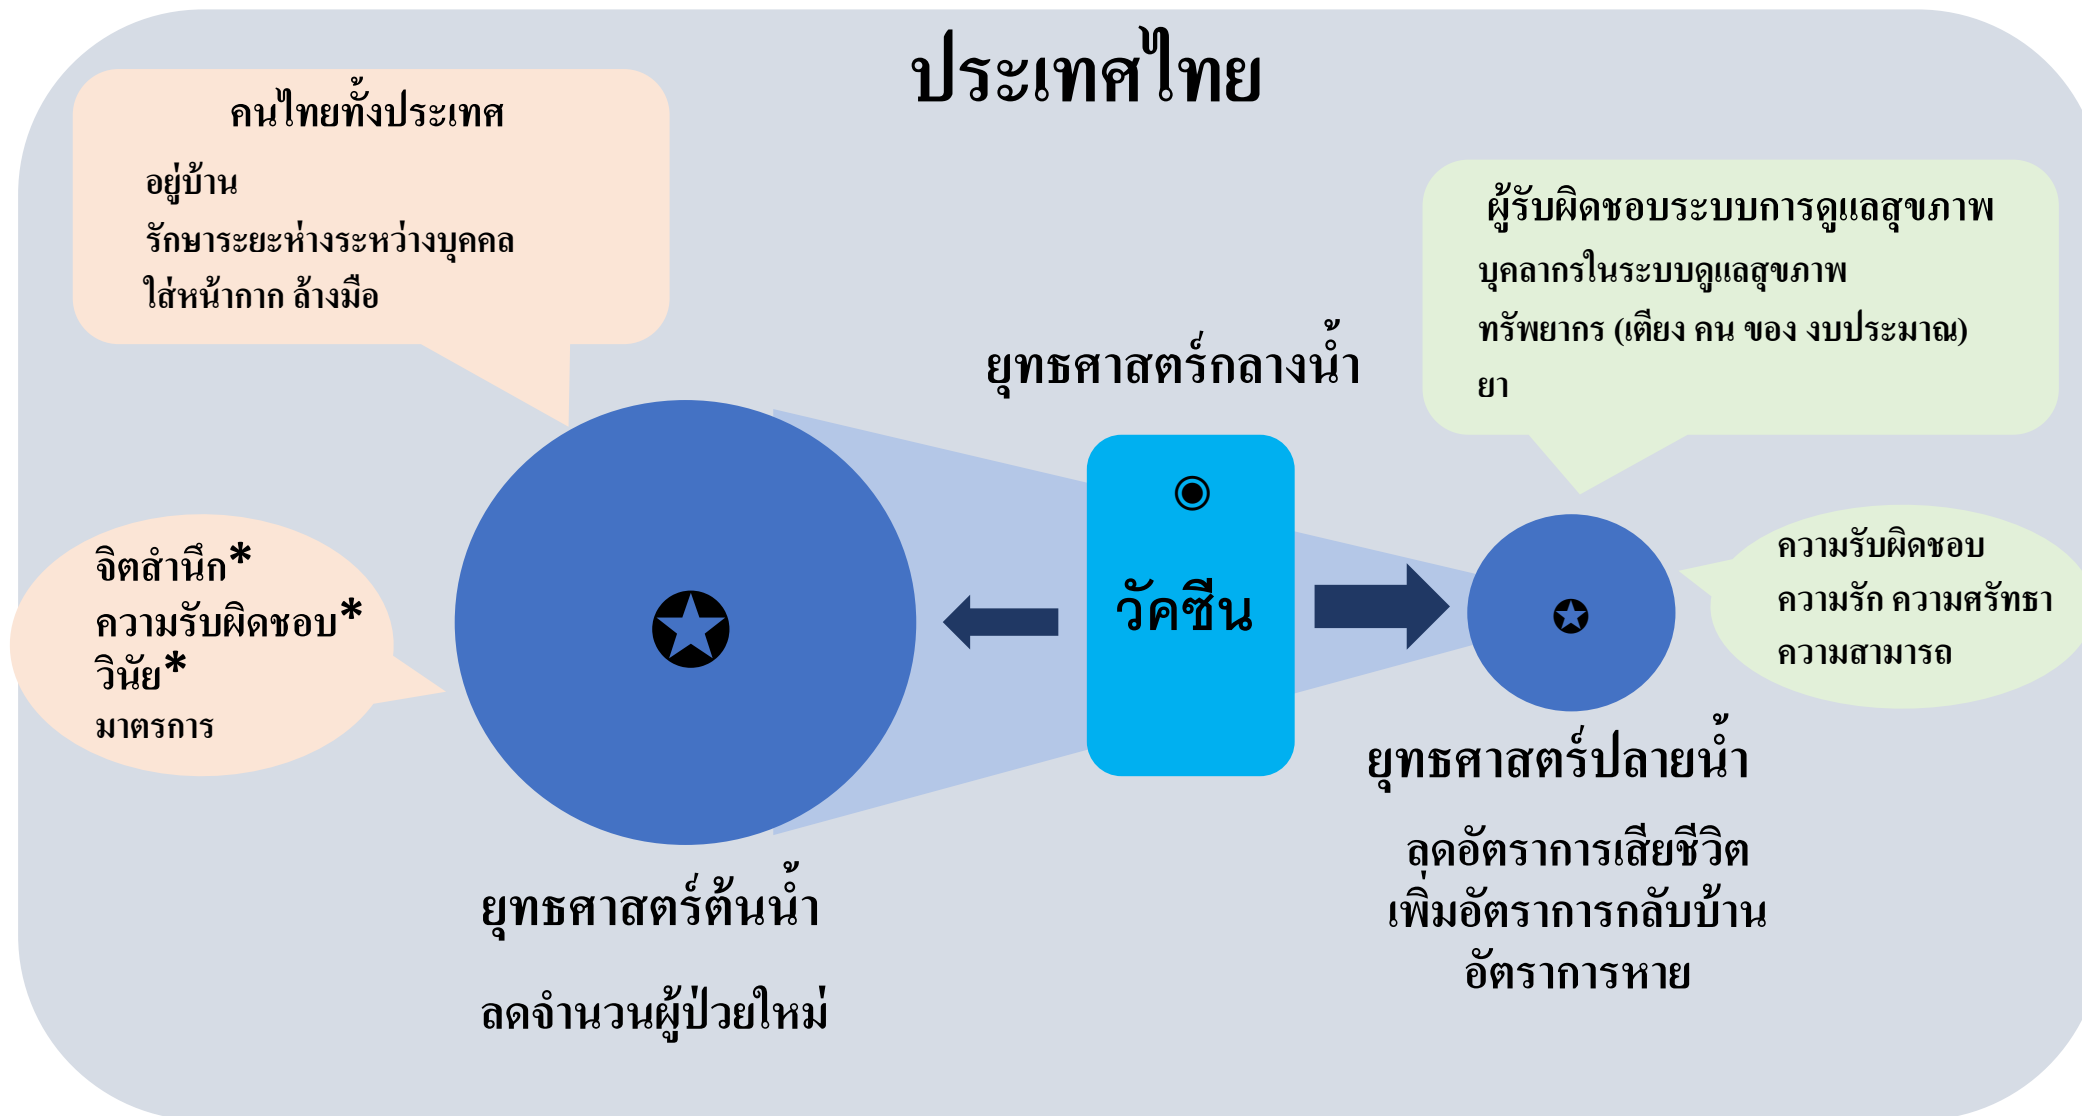 ประเทศไทย
คนไทยทั้งประเทศ
อยู่บ้าน
รักษาระยะห่างระหว่างบุคคล
ใส่หน้ากาก ล้างมือ
ผู้รับผิดชอบระบบการดูแลสุขภาพ
บุคลากรในระบบดูแลสุขภาพ
ทรัพยากร (เตียง คน ของ งบประมาณ)
ยา
ยุทธศาสตร์กลางน้ำ
วัคซีน
จิตสำนึก*
ความรับผิดชอบ*
วินัย*
มาตรการ
ความรับผิดชอบ
ความรัก ความศรัทธา
ความสามารถ
ยุทธศาสตร์ต้นน้ำ
ลดจำนวนผู้ป่วยใหม่
ยุทธศาสตร์ปลายน้ำ
ลดอัตราการเสียชีวิต
เพิ่มอัตราการกลับบ้าน
อัตราการหาย